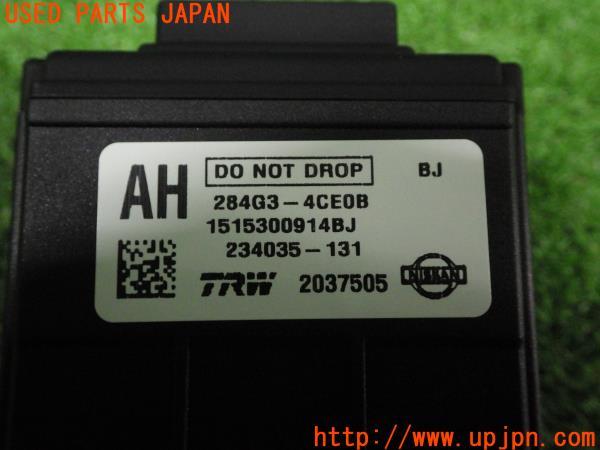 USED PARTS JAPAN
AH
DO NOT DROP
BJ
284G3-4CE0B
1515300914BJ
234035-131
TRW 2037505 NISSAN
http://www.upjpn.com/